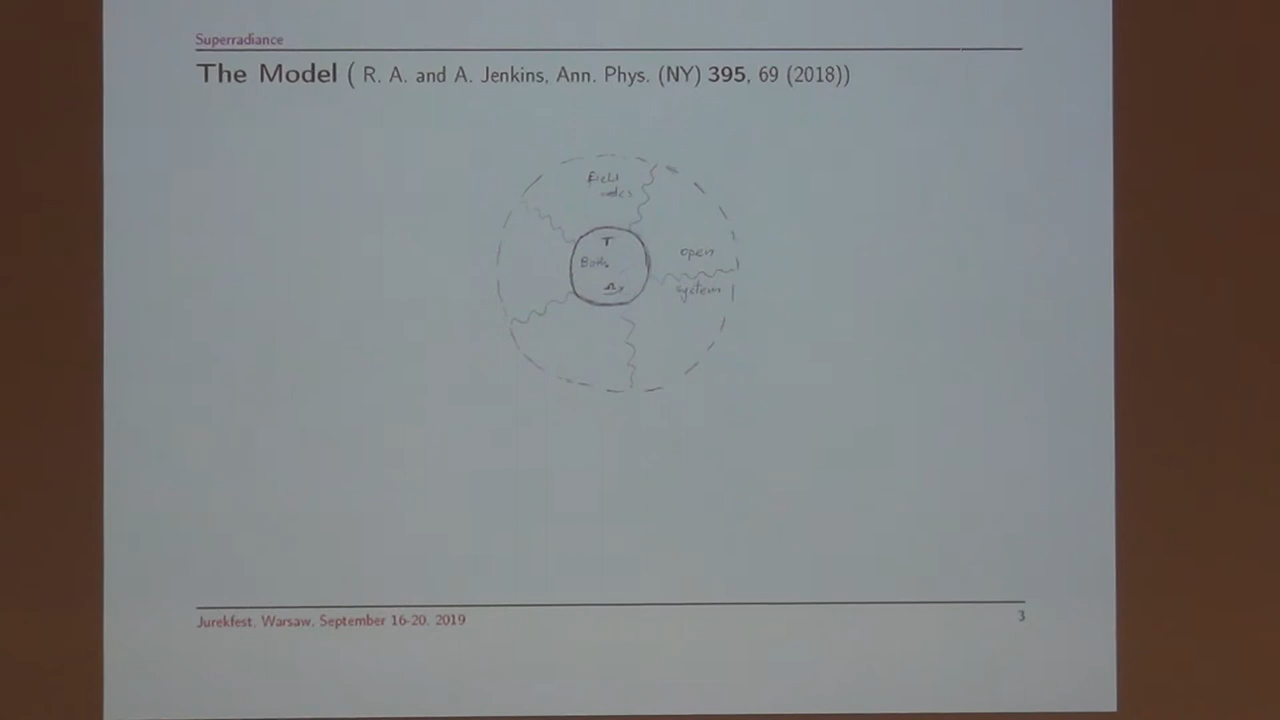 Superradiance
The Model ( R. A. and A. Jenkins, Ann. Phys. (NY) 395, 69 (2018))
field
T
open
Bath
Ω
system
Jurekfest, Warsaw, September 16-20, 2019
3